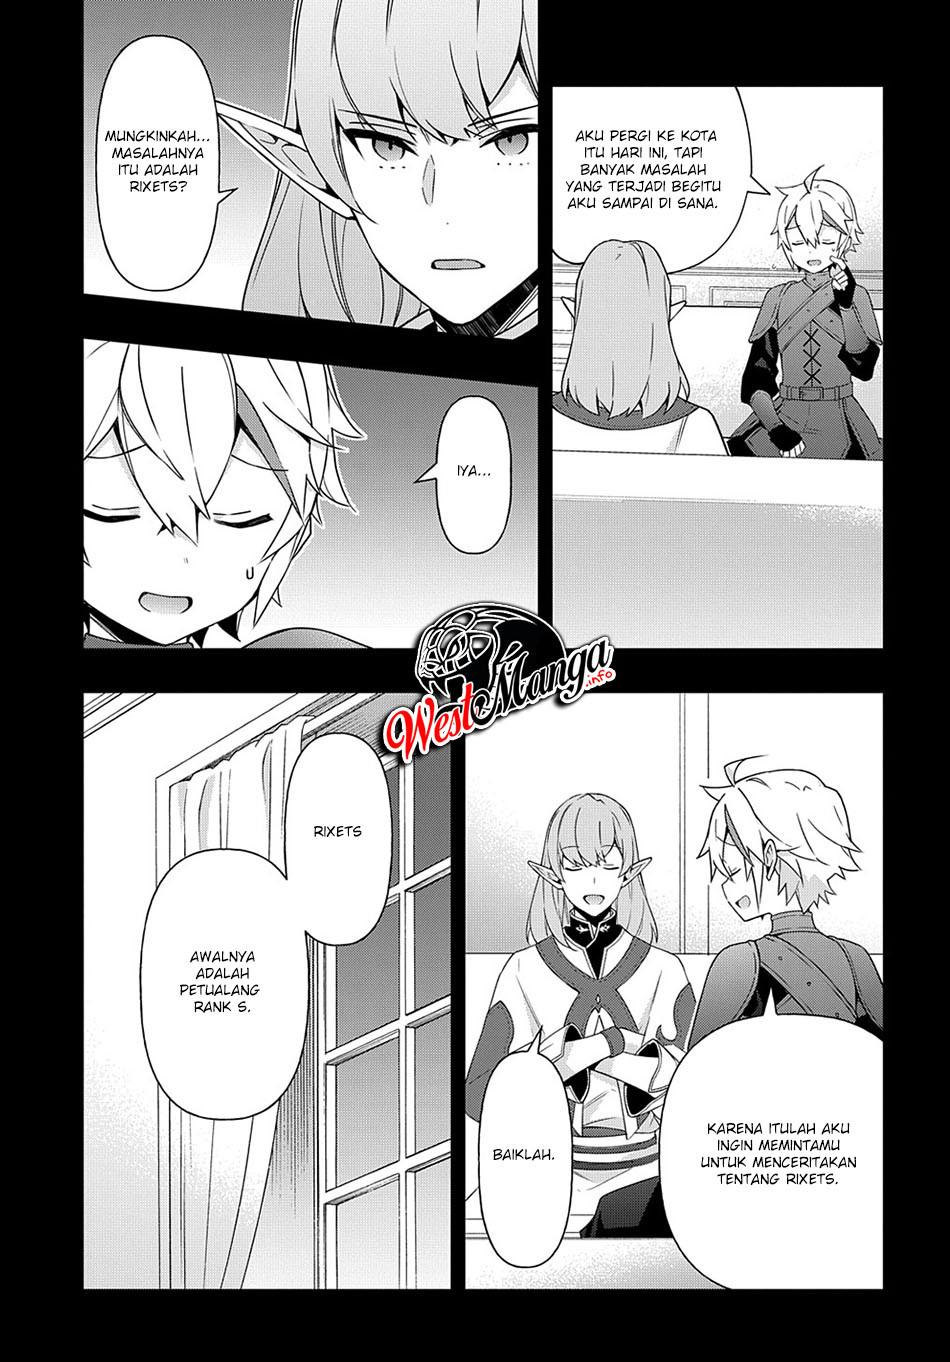 AKU PERGI KE KOTA
ITU HARI INI, TAPI
BANYAK MASALAH
YANG TERJADI BEGITU
AKU SAMPAI DI SANA.
MUNGKINKAH...
MASALAHNYA
ITU ADALAH
RIXETS?
IYA...
WestManga
.info
KARENA ITULAH AKU
INGIN MEMINTAMU
UNTUK MENCERITAKAN
TENTANG RIXETS.
BAIKLAH.
RIXETS
AWALNYA
ADALAH
PETUALANG
RANK S.